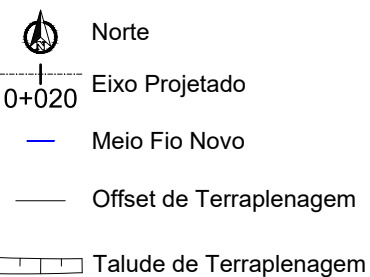 N
Norte
0+020 Eixo Projetado
Meio Fio Novo
Offset de Terraplenagem
Talude de Terraplenagem